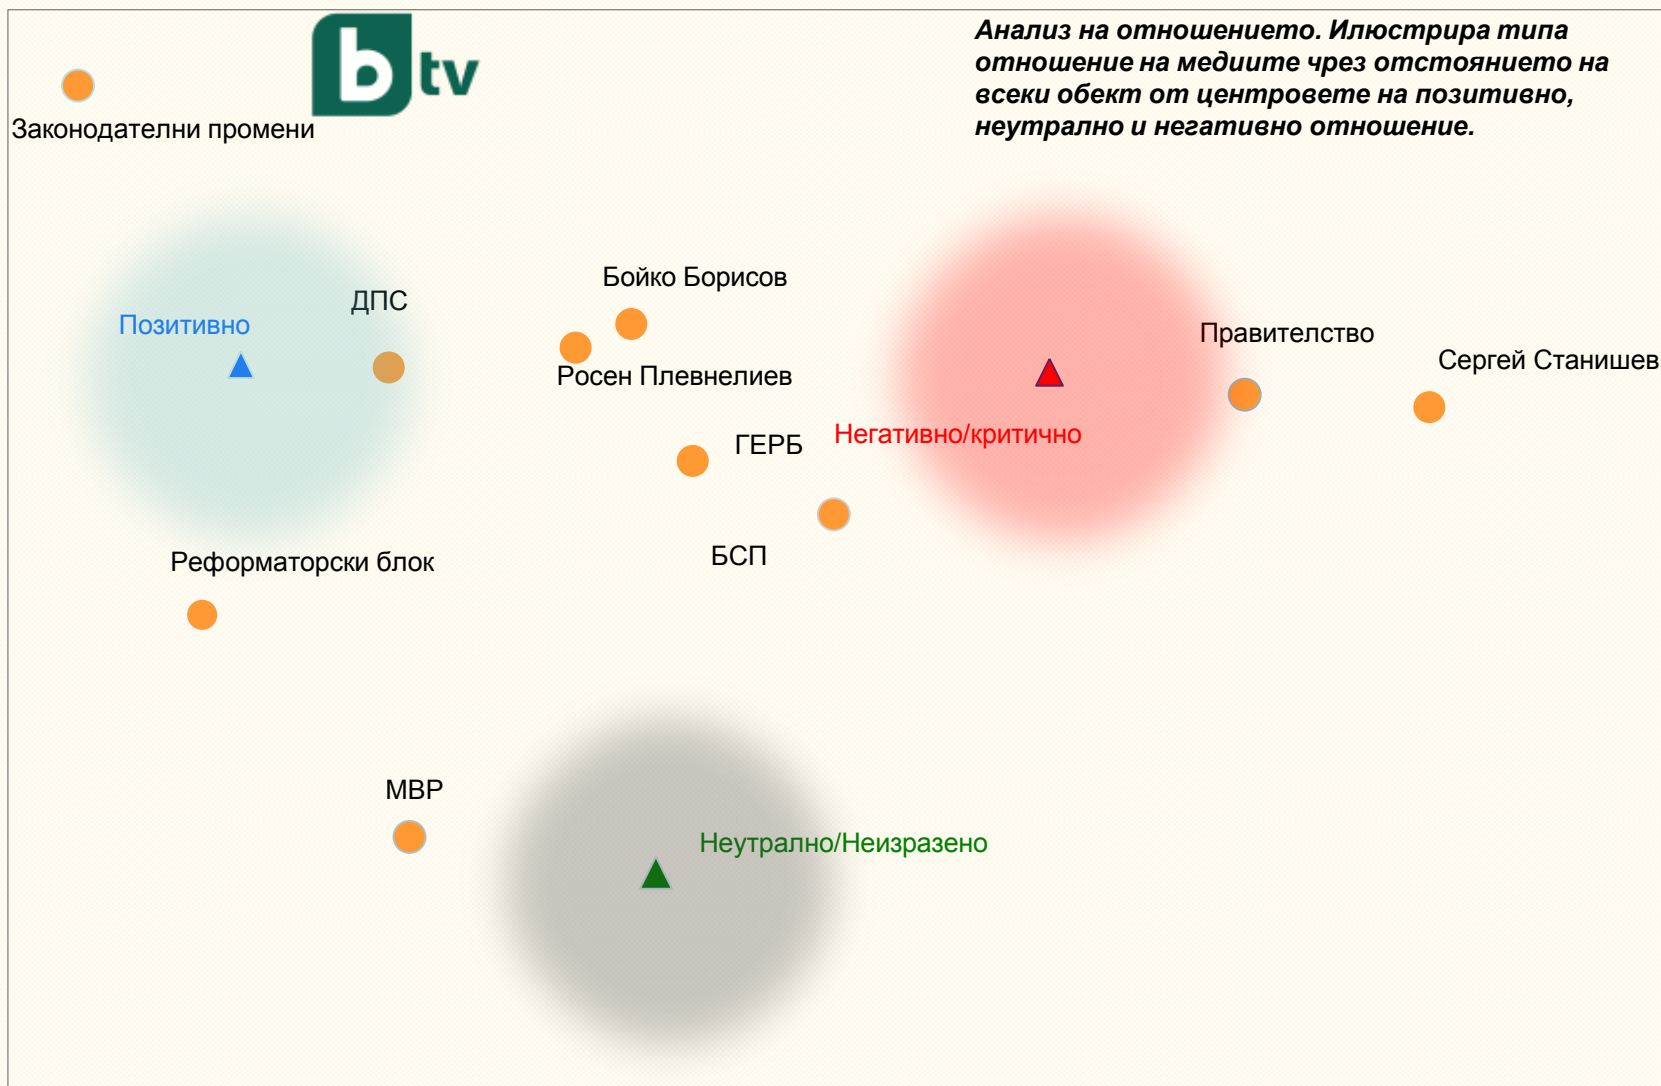 b tv
Анализ на отношението. Илюстрира типа
отношение на медиите чрез отстоянието на
всеки обект от центровете на позитивно,
неутрално и негативно отношение.
Законодателни промени
Бойко Борисов
ДПС
Позитивно
Правителство
Сергей Станишев
Росен Плевнелиев
Негативно/критично
ГЕРБ
БСП
Реформаторски блок
МВР
Неутрално/Неизразено